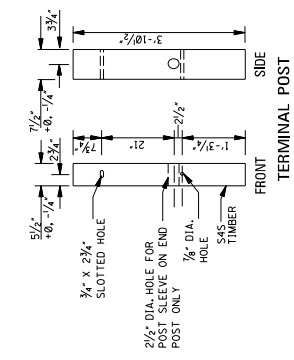 5½"
+0, -¼"
2¾"
7½"
+0, -¼"
3¾"
7¾"
21"
2½"
1'-3¼"
3'-10½"
¾" X 2¾"
SLOTTED HOLE
2½" DIA. HOLE FOR
POST SLEEVE ON END
POST ONLY
⅞" DIA.
HOLE
S4S
TIMBER
FRONT
SIDE
TERMINAL POST